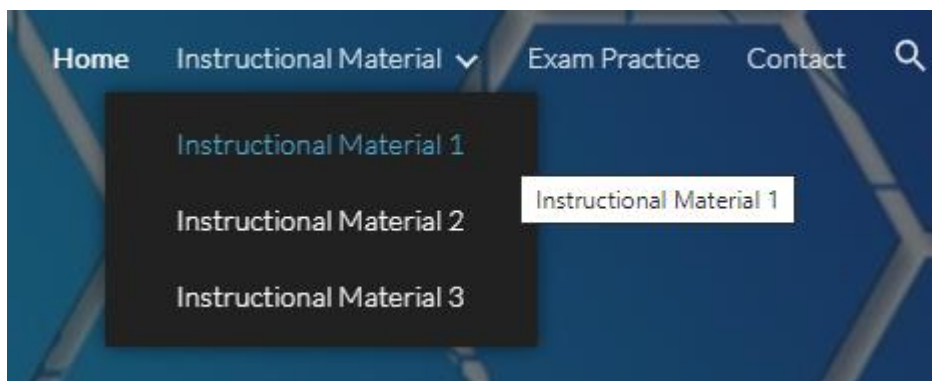 Home Instructional Material Exam Practice Contact
Instructional Material 1
Instructional Material 1
Instructional Material 2
Instructional Material 3